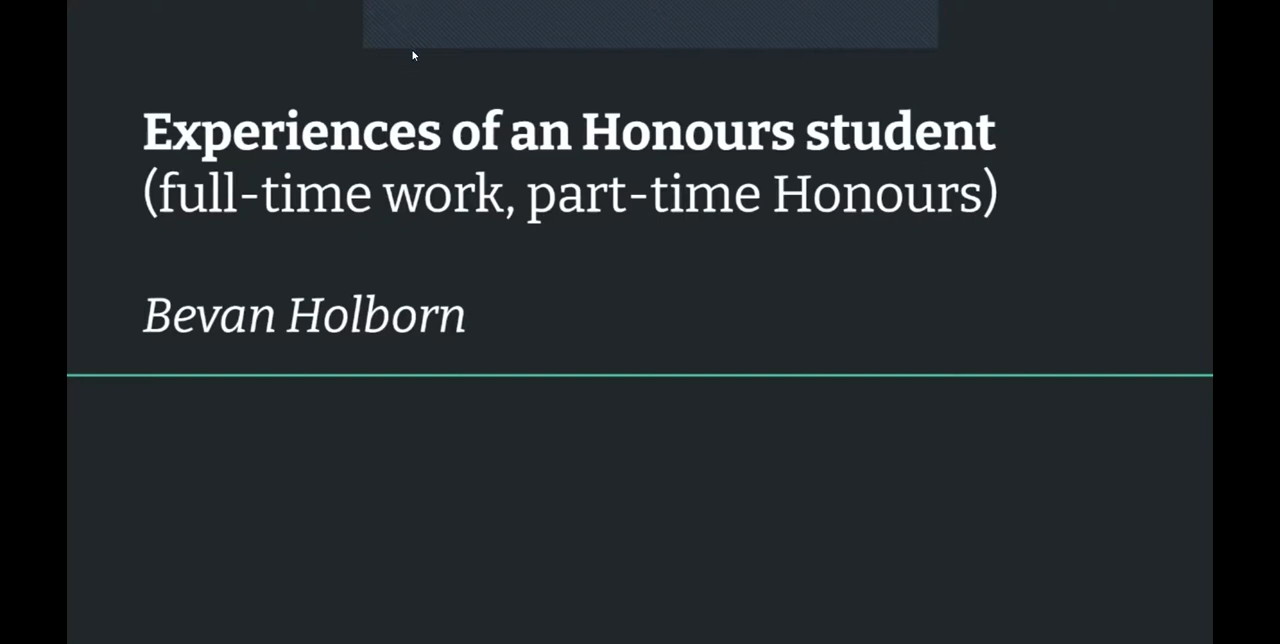 Experiences of an Honours student
(full-time work, part-time Honours)
Bevan Holborn